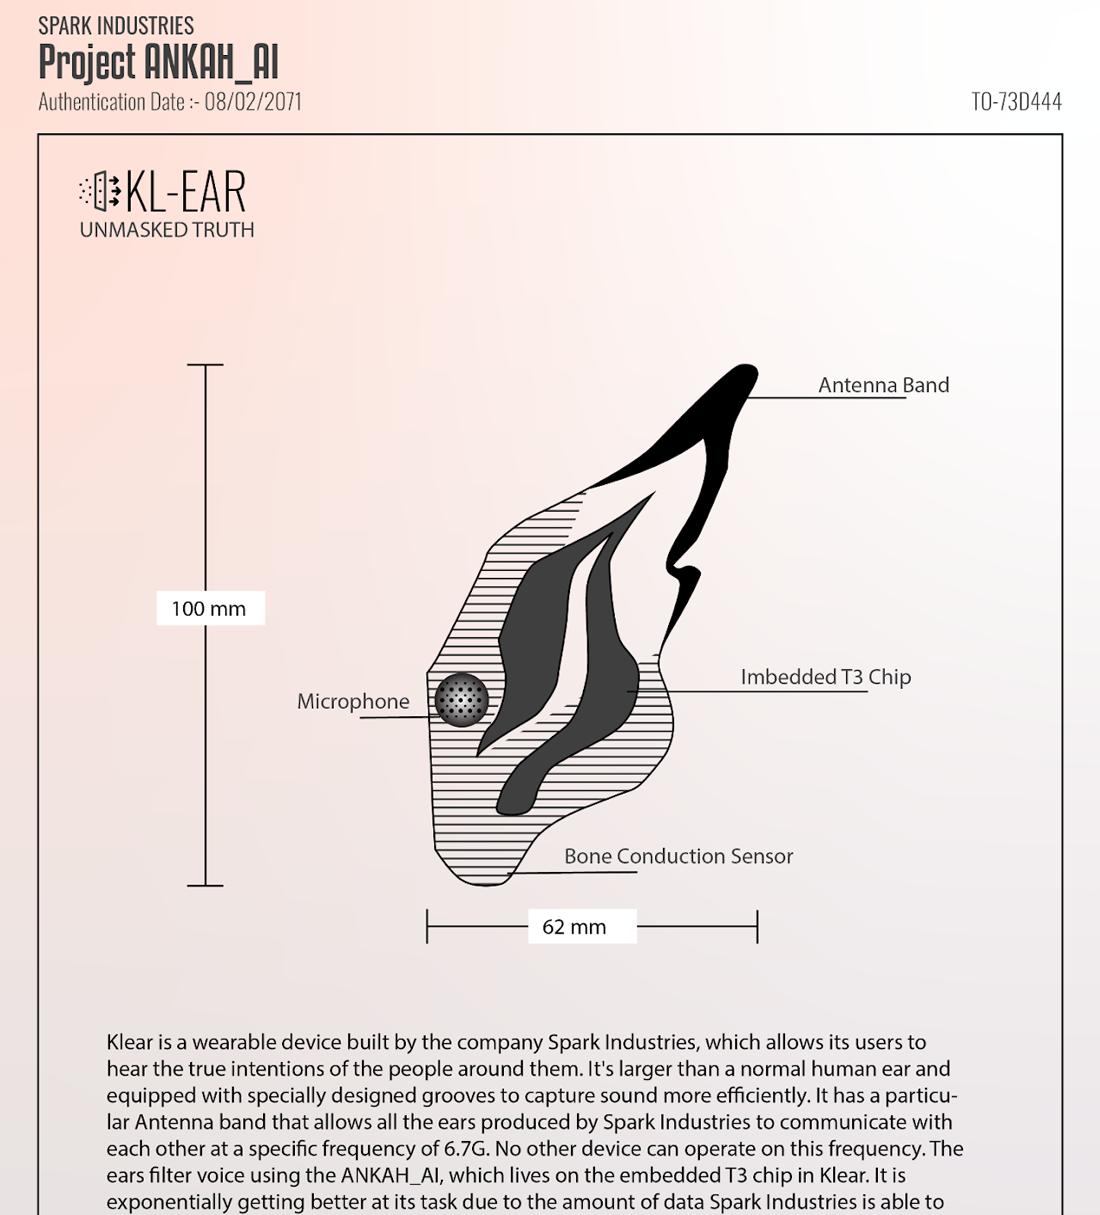 SPARK INDUSTRIES
Project ANKAH_AI
Authentication Date :- 08/02/2071
TO-73D444
KL-EAR
UNMASKED TRUTH
Antenna Band
100 mm
Imbedded T3 Chip
Microphone
Bone Conduction Sensor
62 mm
Klear is a wearable device built by the company Spark Industries, which allows its users to
hear the true intentions of the people around them. It's larger than a normal human ear and
equipped with specially designed grooves to capture sound more efficiently. It has a particu-
lar Antenna band that allows all the ears produced by Spark Industries to communicate with
each other at a specific frequency of 6.7G. No other device can operate on this frequency. The
ears filter voice using the ANKAH_AI, which lives on the embedded T3 chip in Klear. It is
exponentially getting better at its task due to the amount of data Spark Industries is able to